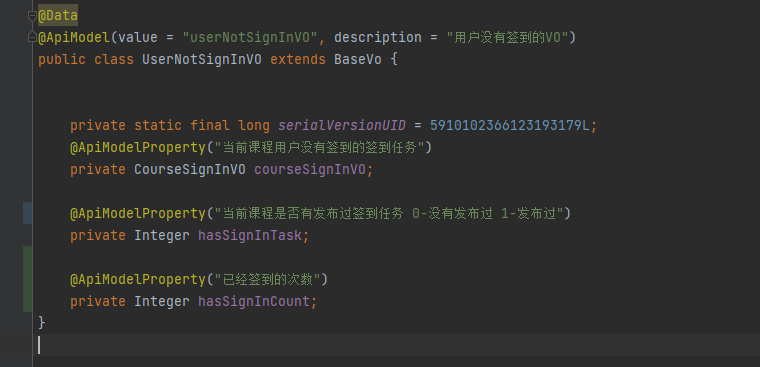 @Data
@ApiModel(value = "userNotSignInVO", description = "用户没有签到的VO")
public class UserNotSignInVO extends BaseVo {
private static final long serialVersionUID = 5910102366123193179L;
@ApiModelProperty("当前课程用户没有签到的签到任务")
private CourseSignInVO courseSignInVO;
@ApiModelProperty("当前课程是否有发布过签到任务 0-没有发布过 1-发布过")
private Integer hasSignInTask;
@ApiModelProperty("已经签到的次数")
private Integer hasSignInCount;
}